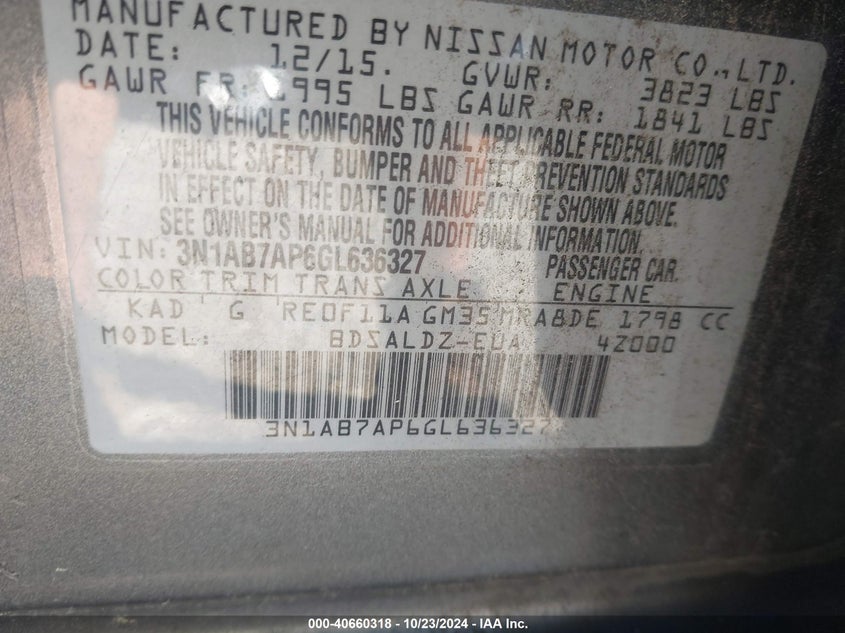 MANUFACTURED BY NISSAN MOTOR CO.,LTD.
DATE: 12/15. GVWR: 3823 LBS
GAWR FR: 1995 LBS GAWR RR: 1841 LBS
THIS VEHICLE CONFORMS TO ALL APPLICABLE FEDERAL MOTOR
VEHICLE SAFETY, BUMPER AND THEFT PREVENTION STANDARDS
IN EFFECT ON THE DATE OF MANUFACTURE SHOWN ABOVE.
SEE OWNER'S MANUAL FOR ADDITIONAL INFORMATION.
VIN: 3N1AB7AP6GL636327 PASSENGER CAR.
COLOR TRIM TRANS AXLE ENGINE
KAD G RE0F11A GM35 MRA8DE 1798 CC
MODEL: BDSALDZ-EUA 4Z000
3N1AB7AP6GL636327
000-40660318 - 10/23/2024 - IAA Inc.